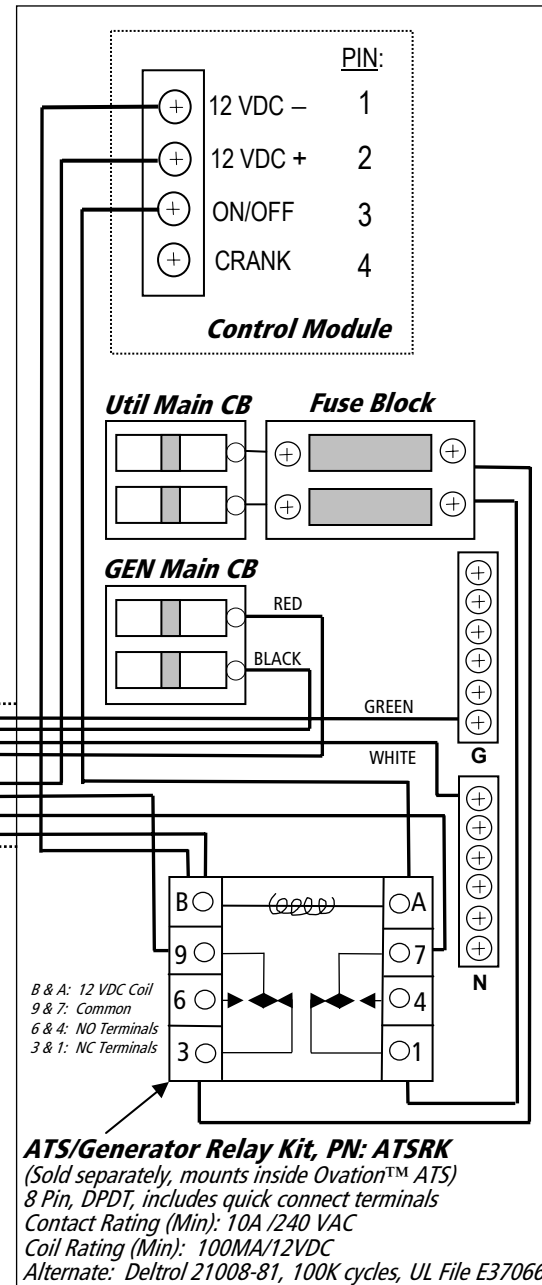 PIN:
12 VDC – 1
12 VDC + 2
ON/OFF 3
CRANK 4
Control Module
Util Main CB Fuse Block
GEN Main CB
RED
BLACK
GREEN
G
WHITE
N
B A
9 7
6 4
3 1
B & A: 12 VDC Coil
9 & 7: Common
6 & 4: NO Terminals
3 & 1: NC Terminals
ATS/Generator Relay Kit, PN: ATSRK
(Sold separately, mounts inside Ovation™ ATS)
8 Pin, DPDT, includes quick connect terminals
Contact Rating (Min): 10A /240 VAC
Coil Rating (Min): 100MA/12VDC
Alternate: Deltrol 21008-81, 100K cycles, UL File E37066